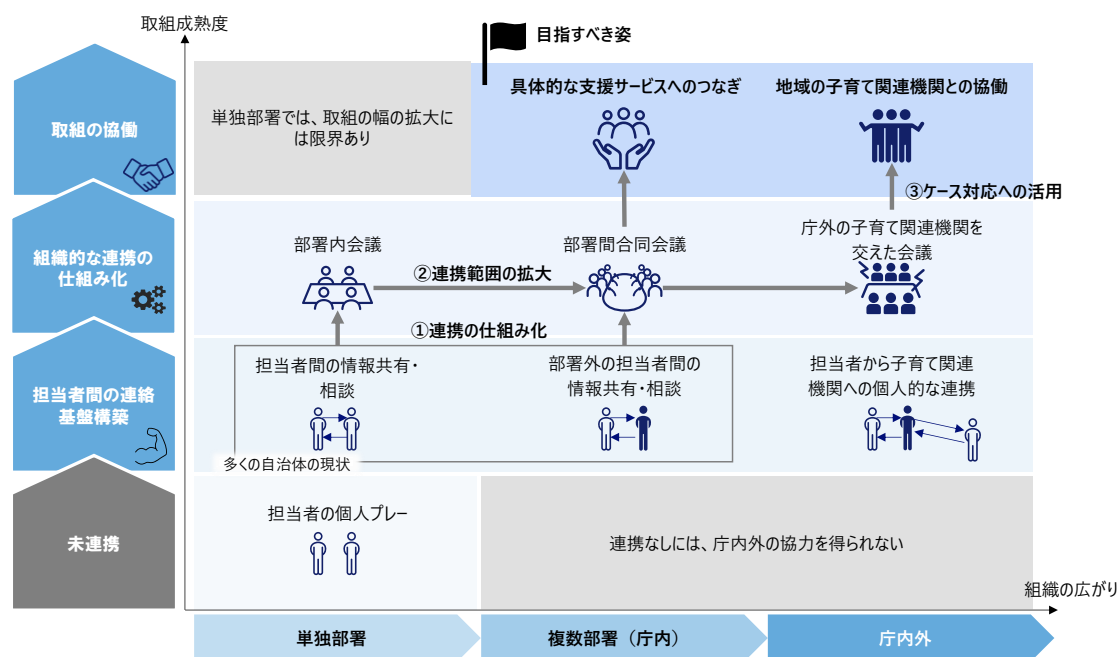 取組成熟度
目指すべき姿
取組の協働
単独部署では、取組の幅の拡大に
は限界あり
具体的な支援サービスへのつなぎ
地域の子育て関連機関との協働
③ケース対応への活用
組織的な連携の
仕組み化
部署内会議
②連携範囲の拡大
部署間合同会議
庁外の子育て関連機関を
交えた会議
①連携の仕組み化
担当者間の連絡
基盤構築
担当者間の情報共有・
相談
部署外の担当者間の
情報共有・相談
担当者から子育て関連
機関への個人的な連携
多くの自治体の現状
未連携
担当者の個人プレー
連携なしには、庁内外の協力を得られない
組織の広がり
単独部署
複数部署（庁内）
庁内外